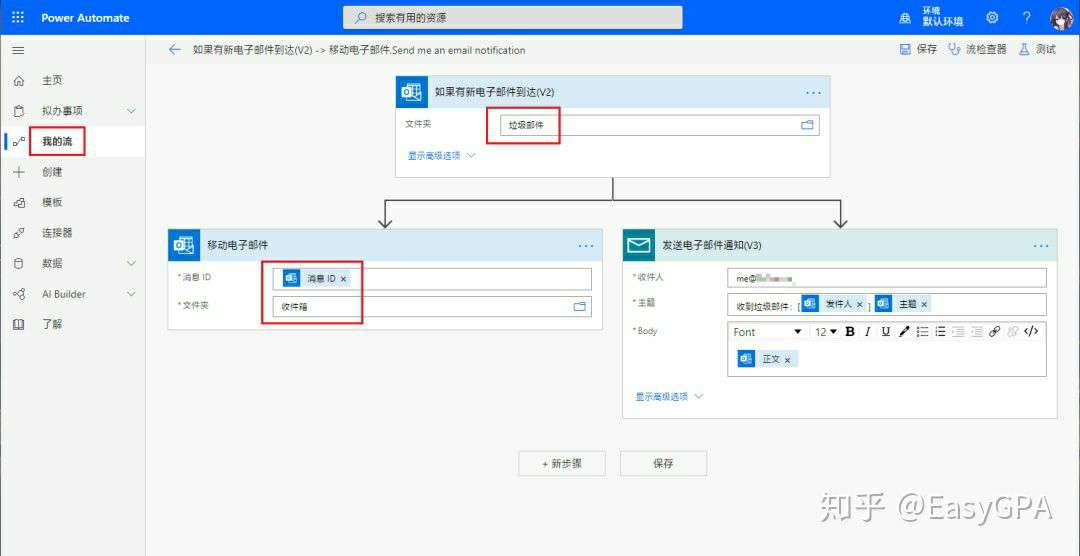 Power Automate
搜索有用的资源
环境
默认环境
?
如果有新电子邮件到达(V2) -> 移动电子邮件,Send me an email notification
保存
流检查器
测试
主页
拟办事项
我的流
创建
模板
连接器
数据
AI Builder
了解
如果有新电子邮件到达(V2)
...
文件夹
垃圾邮件
显示高级选项
移动电子邮件
...
*消息 ID
消息 ID ×
*文件夹
收件箱
发送电子邮件通知(V3)
...
*收件人
me@
*主题
收到垃圾邮件：[ 发件人 × ] 主题 ×
*Body
Font 12 B I U </>
正文 ×
显示高级选项
+ 新步骤
保存
知乎 @EasyGPA